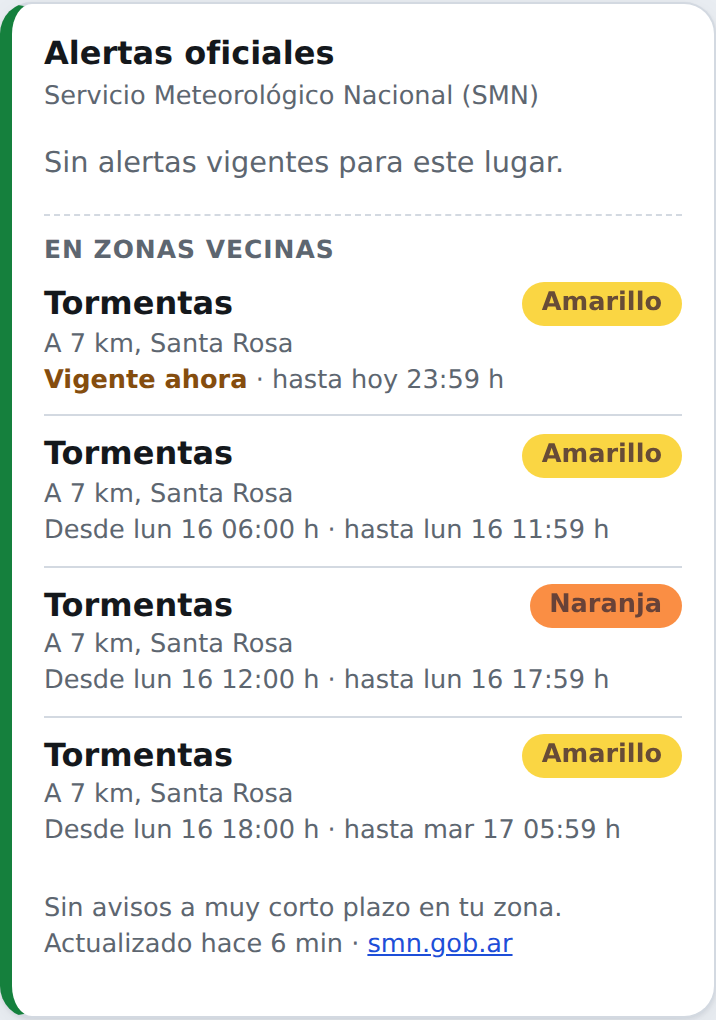 Alertas oficiales
Servicio Meteorológico Nacional (SMN)
Sin alertas vigentes para este lugar.
EN ZONAS VECINAS
Tormentas
Amarillo
A 7 km, Santa Rosa
Vigente ahora · hasta hoy 23:59 h
Tormentas
Amarillo
A 7 km, Santa Rosa
Desde lun 16 06:00 h · hasta lun 16 11:59 h
Tormentas
Naranja
A 7 km, Santa Rosa
Desde lun 16 12:00 h · hasta lun 16 17:59 h
Tormentas
Amarillo
A 7 km, Santa Rosa
Desde lun 16 18:00 h · hasta mar 17 05:59 h
Sin avisos a muy corto plazo en tu zona.
Actualizado hace 6 min · smn.gob.ar